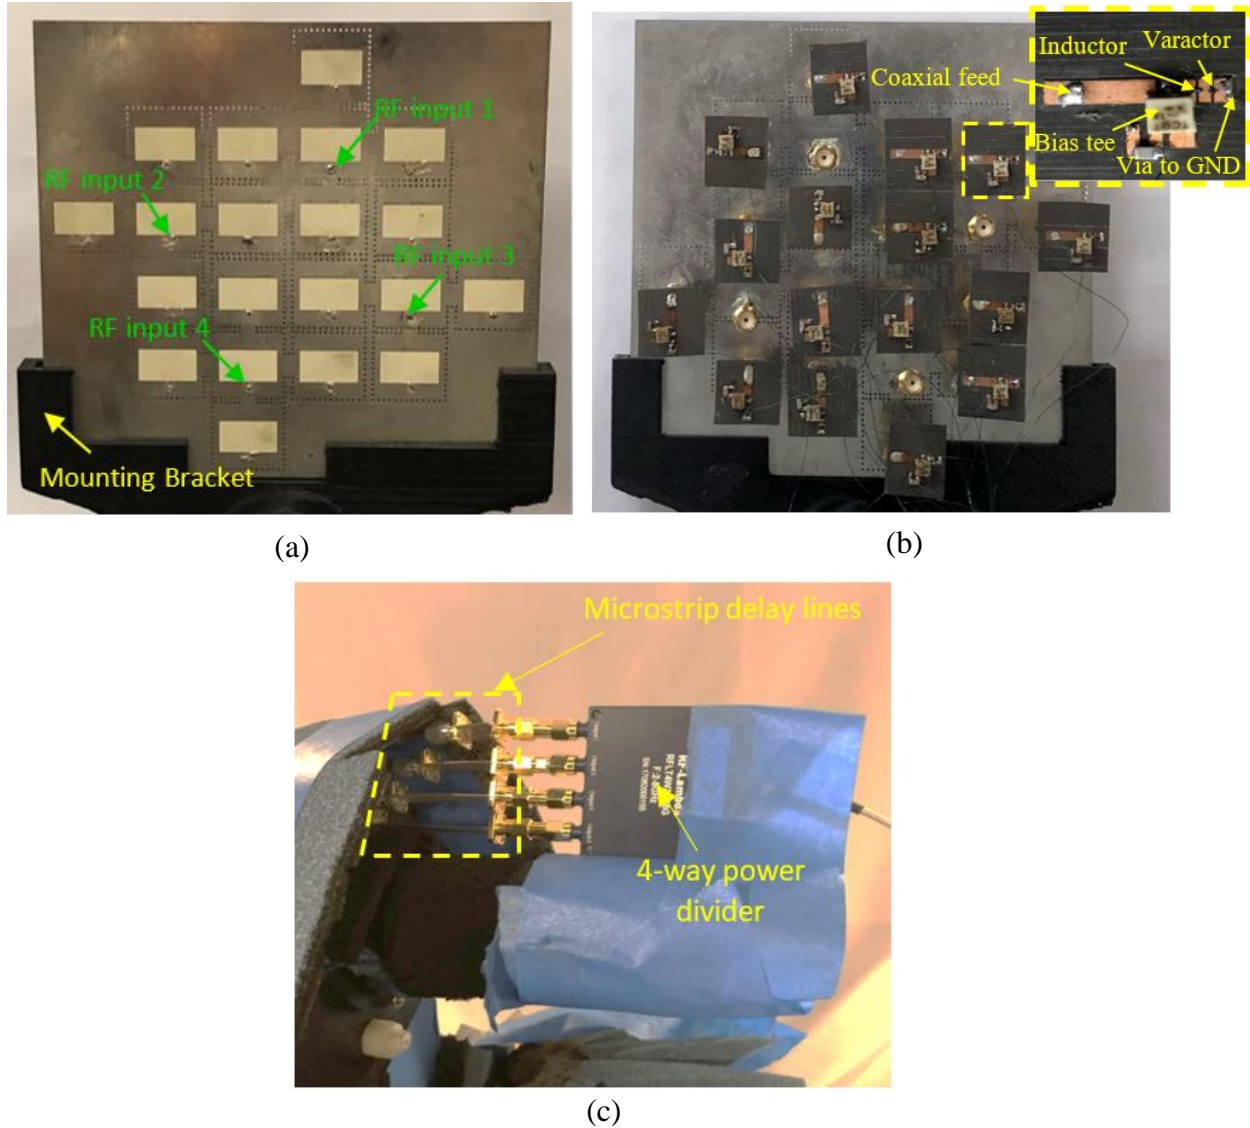 RF input 1
RF input 2
RF input 3
RF input 4
Mounting Bracket
(a)
Inductor
Varactor
Coaxial feed
Bias tee
Via to GND
(b)
Microstrip delay lines
RF-Lambda
4-way power
divider
(c)